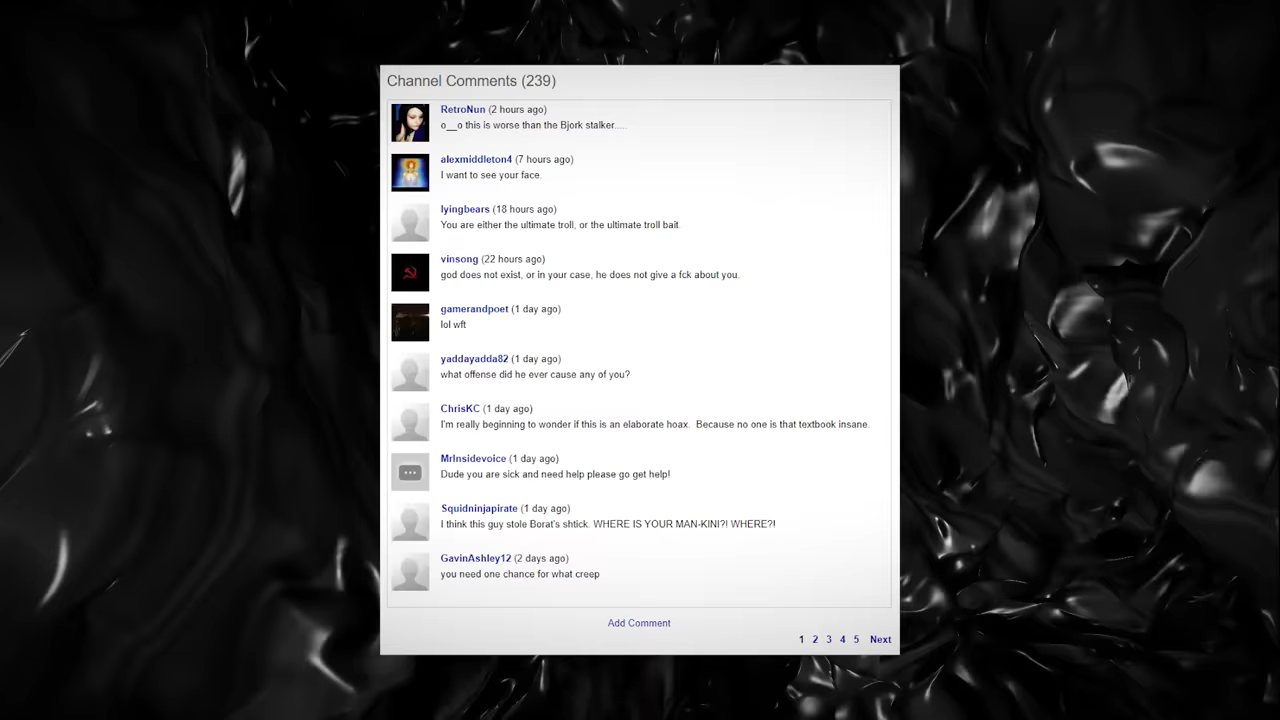 Channel Comments (239)
RetroNun (2 hours ago)
o__o this is worse than the Bjork stalker.....
alexmiddleton4 (7 hours ago)
I want to see your face.
lyingbears (18 hours ago)
You are either the ultimate troll, or the ultimate troll bait.
vinsong (22 hours ago)
god does not exist, or in your case, he does not give a fck about you.
gamerandpoet (1 day ago)
lol wft
yaddayadda82 (1 day ago)
what offense did he ever cause any of you?
ChrisKC (1 day ago)
I'm really beginning to wonder if this is an elaborate hoax.  Because no one is that textbook insane.
MrInsidevoice (1 day ago)
Dude you are sick and need help please go get help!
Squidninjapirate (1 day ago)
I think this guy stole Borat's shtick. WHERE IS YOUR MAN-KINI?! WHERE?!
GavinAshley12 (2 days ago)
you need one chance for what creep
Add Comment
1 2 3 4 5 Next